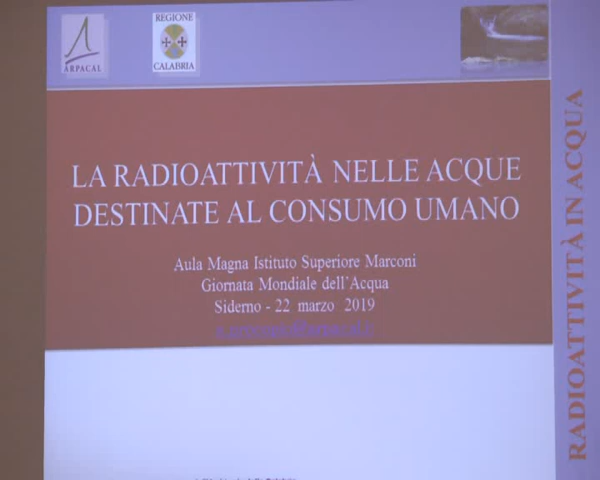 ARPACAL
REGIONE
CALABRIA
LA RADIOATTIVITÀ NELLE ACQUE
DESTINATE AL CONSUMO UMANO
Aula Magna Istituto Superiore Marconi
Giornata Mondiale dell'Acqua
Siderno - 22 marzo 2019
RADIOATTIVITÀ IN ACQUA